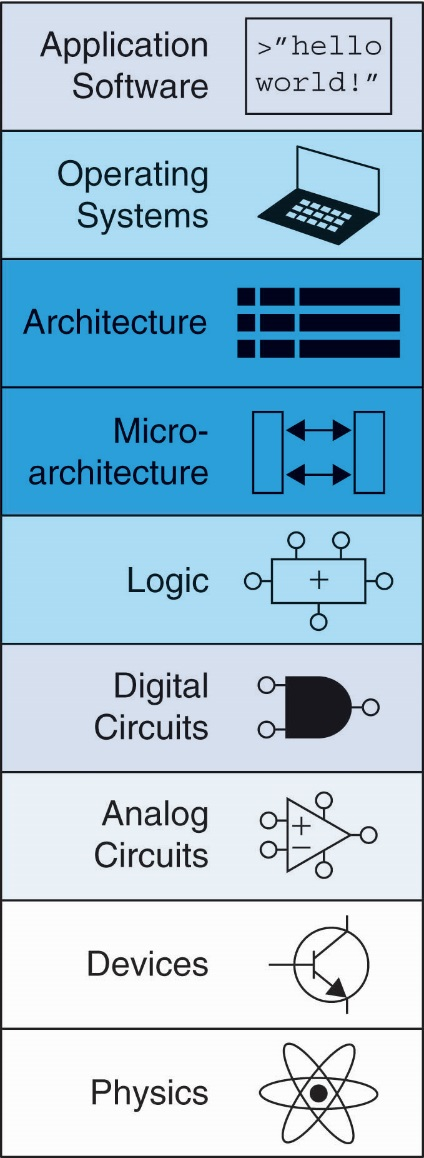 Application
Software
>"hello
world!"
Operating
Systems
Architecture
Micro-
architecture
Logic
+
Digital
Circuits
Analog
Circuits
+
−
Devices
Physics